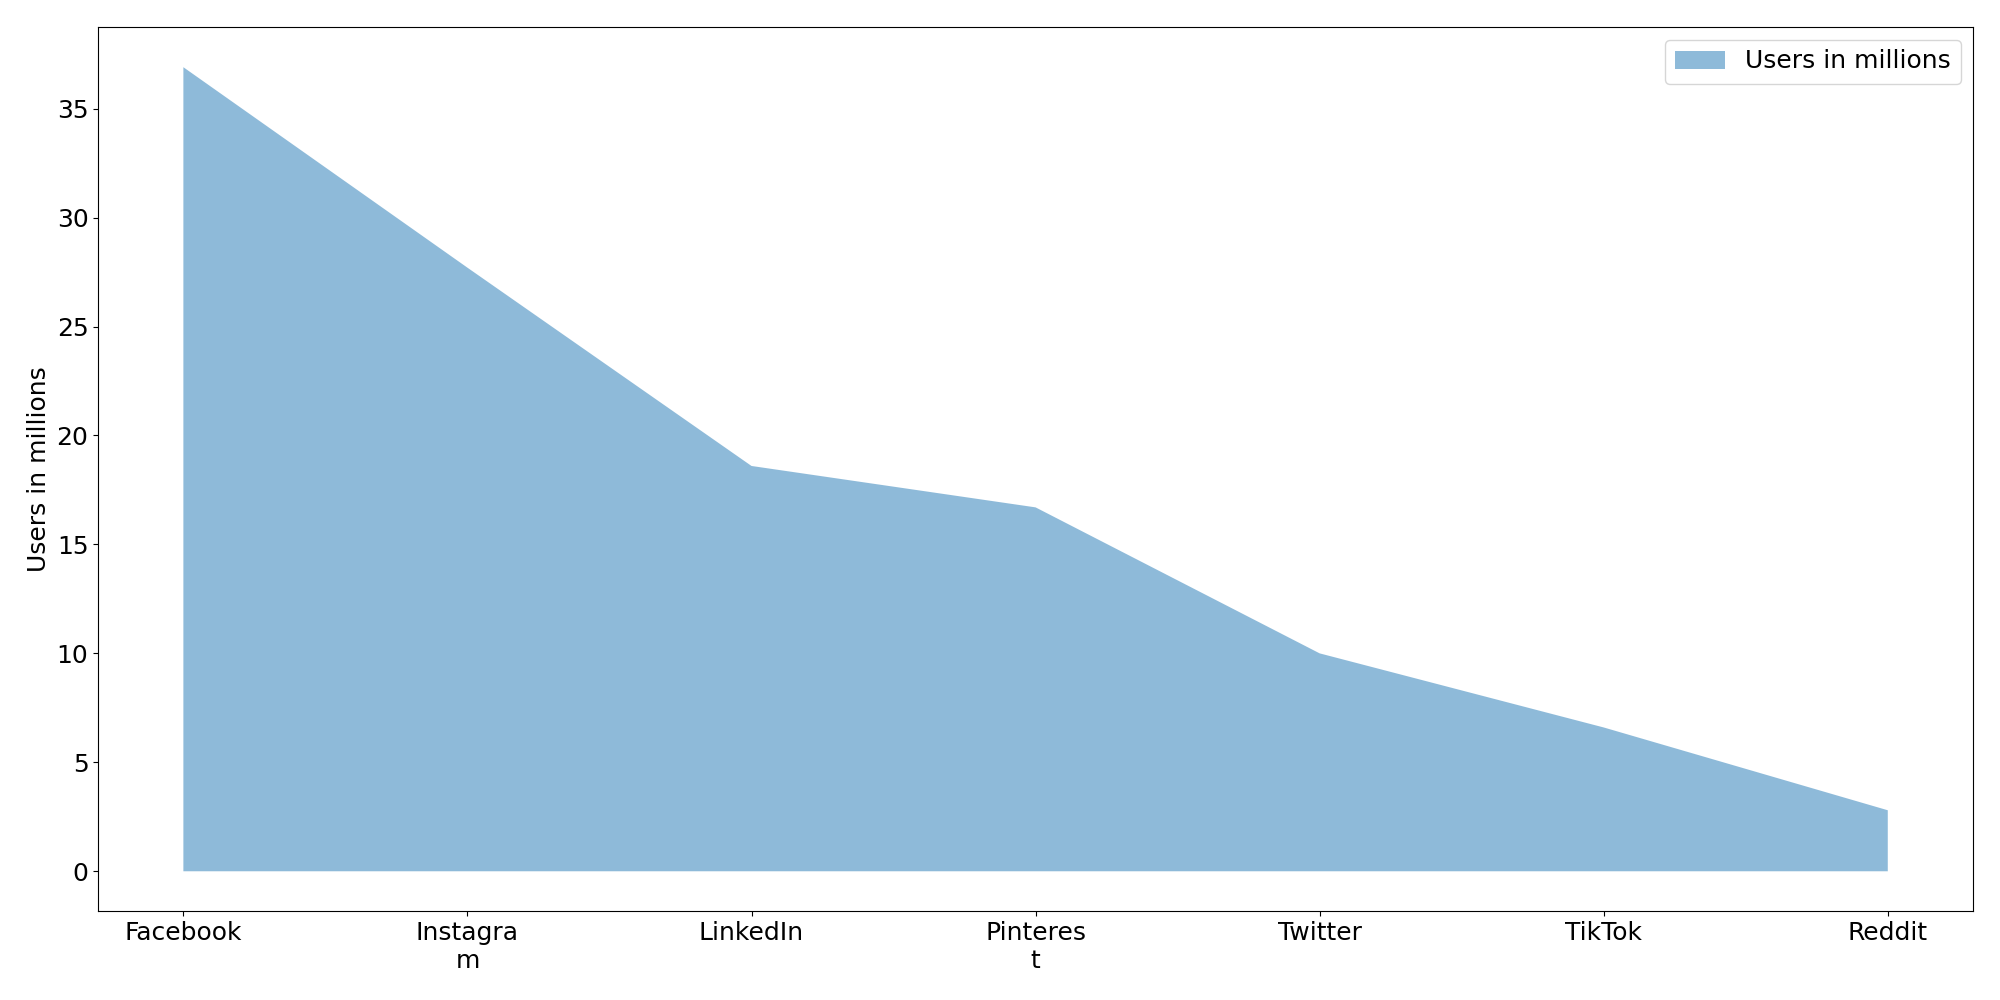 Users in millions
Users in millions
35
30
25
20
15
10
5
0
Facebook
Instagra
m
LinkedIn
Pinteres
t
Twitter
TikTok
Reddit